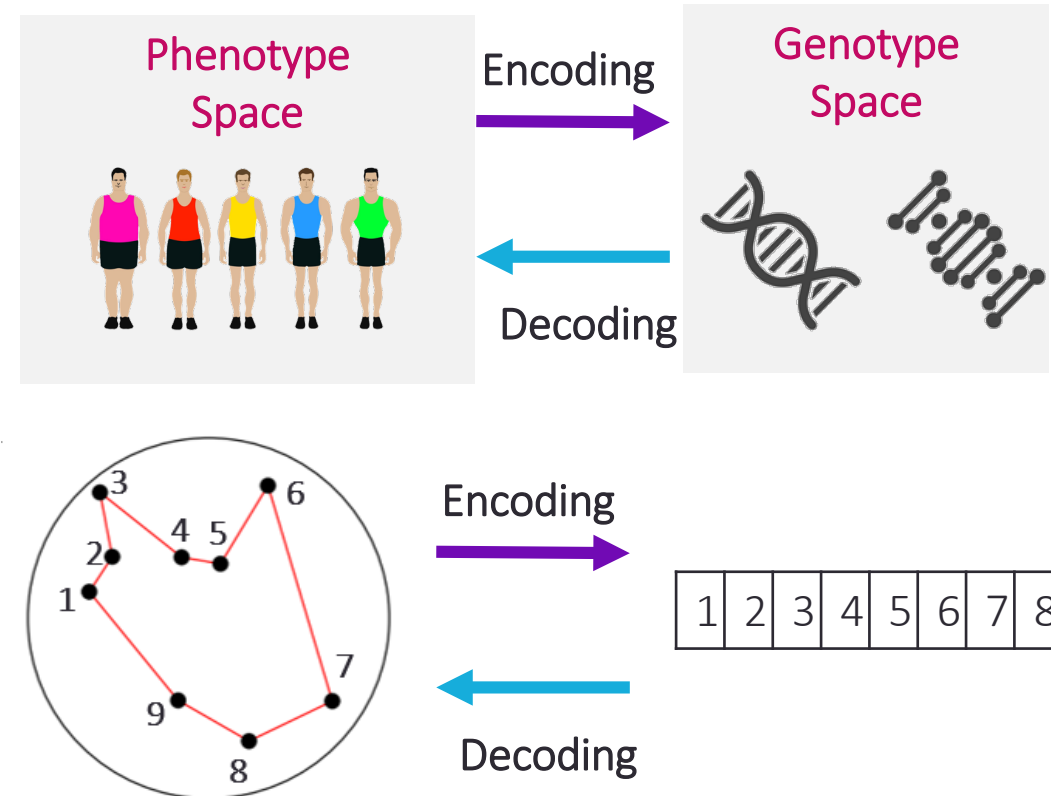 Phenotype
Space
Encoding
Genotype
Space
Decoding
3
6
4
5
2
1
7
9
8
Encoding
1 2 3 4 5 6 7 8
Decoding